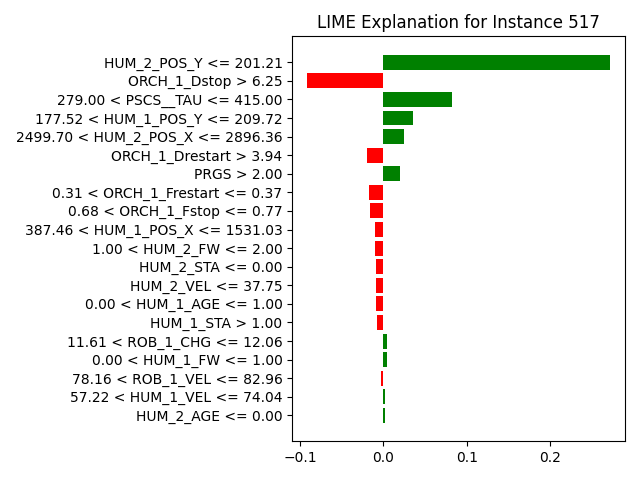 LIME Explanation for Instance 517
HUM_2_POS_Y <= 201.21
ORCH_1_Dstop > 6.25
279.00 < PSCS__TAU <= 415.00
177.52 < HUM_1_POS_Y <= 209.72
2499.70 < HUM_2_POS_X <= 2896.36
ORCH_1_Drestart > 3.94
PRGS > 2.00
0.31 < ORCH_1_Frestart <= 0.37
0.68 < ORCH_1_Fstop <= 0.77
387.46 < HUM_1_POS_X <= 1531.03
1.00 < HUM_2_FW <= 2.00
HUM_2_STA <= 0.00
HUM_2_VEL <= 37.75
0.00 < HUM_1_AGE <= 1.00
HUM_1_STA > 1.00
11.61 < ROB_1_CHG <= 12.06
0.00 < HUM_1_FW <= 1.00
78.16 < ROB_1_VEL <= 82.96
57.22 < HUM_1_VEL <= 74.04
HUM_2_AGE <= 0.00
−0.1 0.0 0.1 0.2